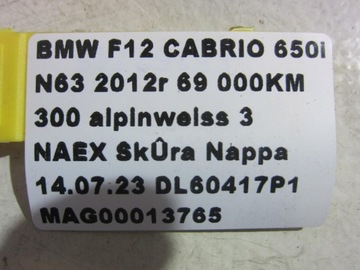 BMW F12 CABRIO 650i
N63 2012r 69 000KM
300 alpinweiss 3
NAEX SkÛra Nappa
14.07.23 DL60417P1
MAG00013765